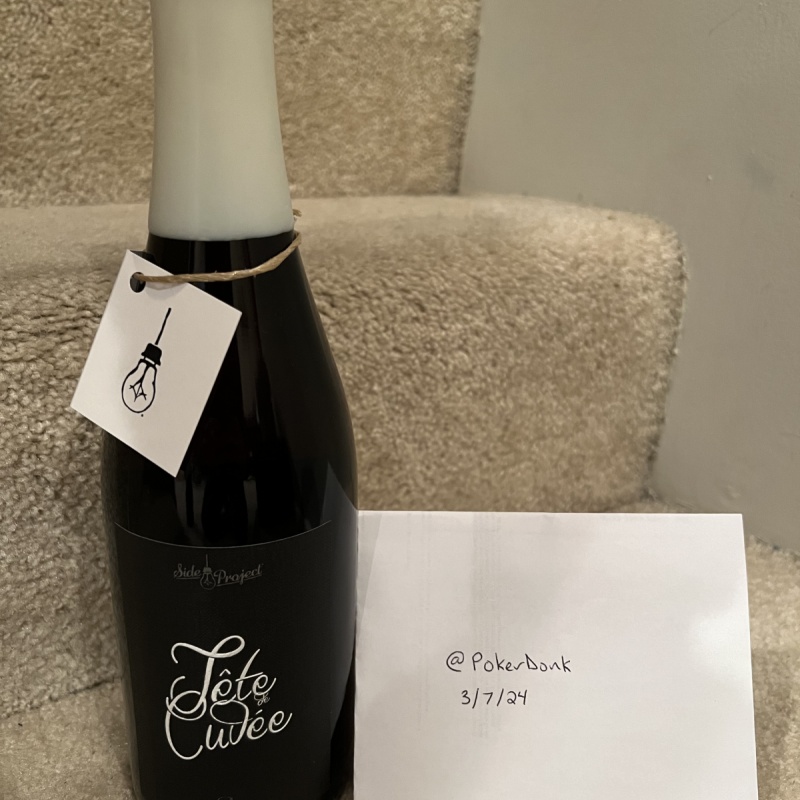 Side Project
Tête
de
Cuvée
@PokerDonk
3/7/24